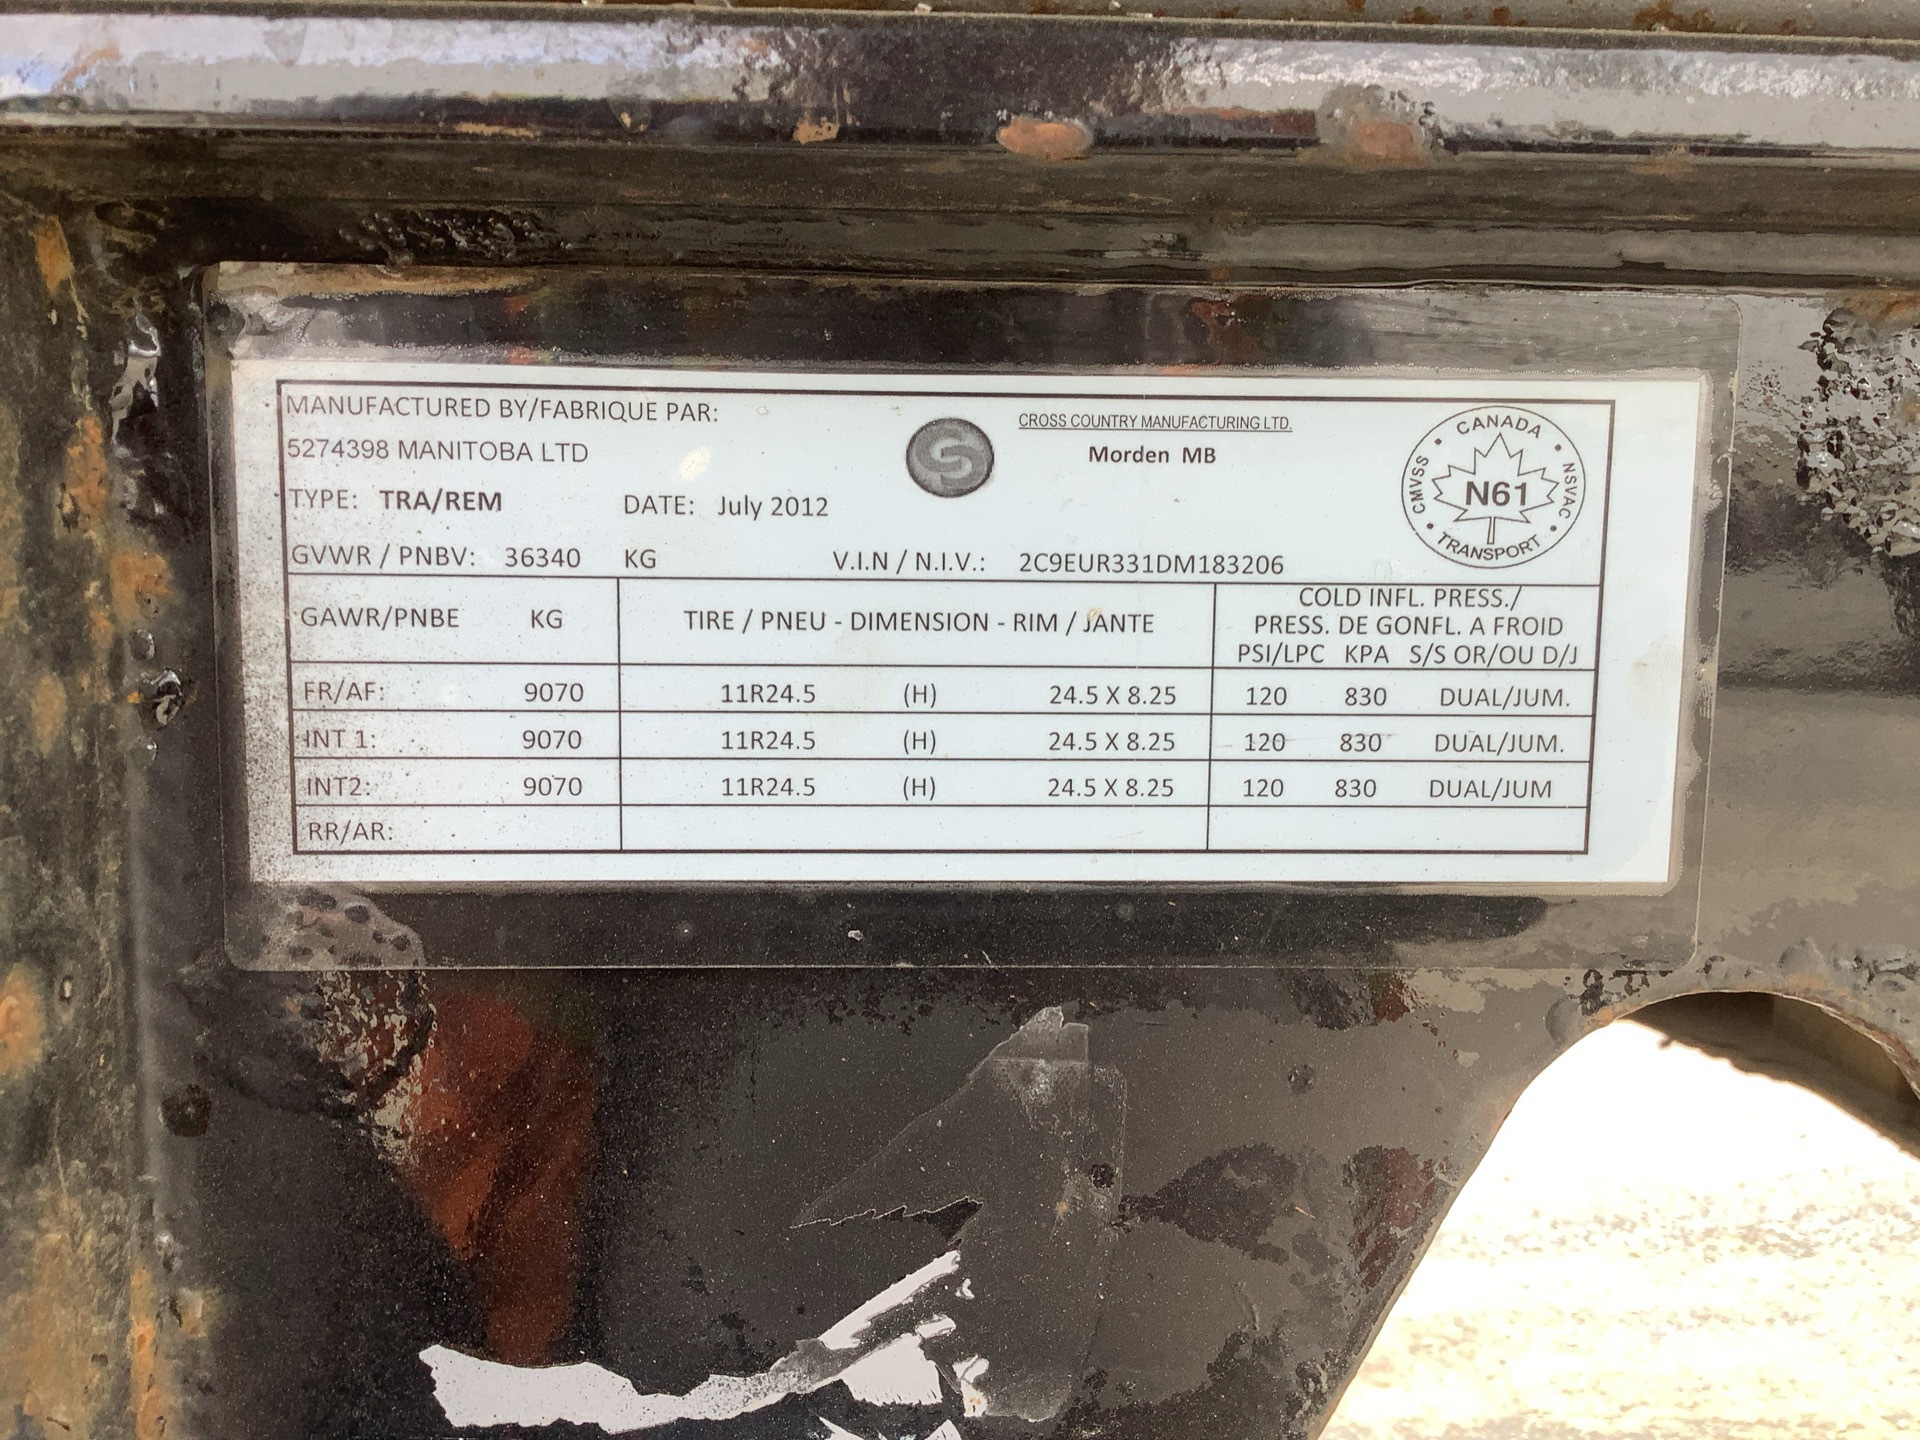 MANUFACTURED BY/FABRIQUE PAR:
5274398 MANITOBA LTD
CROSS COUNTRY MANUFACTURING LTD.
Morden MB
CANADA
CMVSS
NSVAC
N61
TRANSPORT
TYPE: TRA/REM DATE: July 2012
GVWR / PNBV: 36340 KG V.I.N / N.I.V.: 2C9EUR331DM183206
GAWR/PNBE KG TIRE / PNEU - DIMENSION - RIM / JANTE
COLD INFL. PRESS./
PRESS. DE GONFL. A FROID
PSI/LPC KPA S/S OR/OU D/J
FR/AF: 9070 11R24.5 (H) 24.5 X 8.25 120 830 DUAL/JUM.
INT 1: 9070 11R24.5 (H) 24.5 X 8.25 120 830 DUAL/JUM.
INT2: 9070 11R24.5 (H) 24.5 X 8.25 120 830 DUAL/JUM
RR/AR: